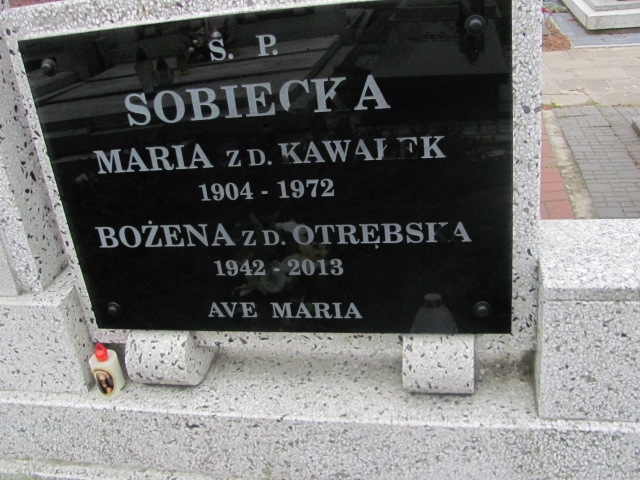 S. P.
SOBIECKA
MARIA Z D. KAWAŁEK
1904 - 1972
BOŻENA Z D. OTRĘBSKA
1942 - 2013
AVE MARIA